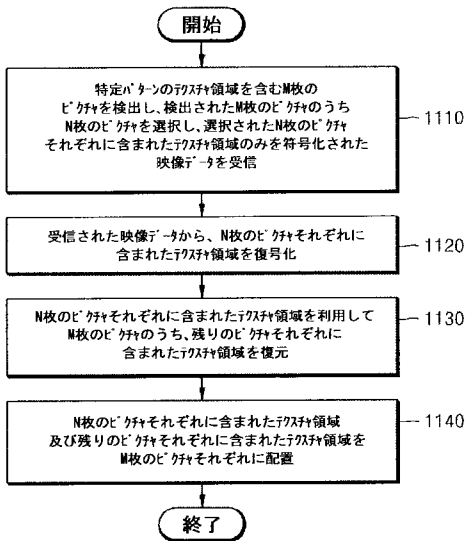 開始
特定パターンのテクスチャ領域を含むM枚の
ピクチャを検出し、検出されたM枚のピクチャのうち
N枚のピクチャを選択し、選択されたN枚のピクチャ
それぞれに含まれたテクスチャ領域のみを符号化された
映像データを受信
1110
受信された映像データから、N枚のピクチャそれぞれに
含まれたテクスチャ領域を復号化
1120
N枚のピクチャそれぞれに含まれたテクスチャ領域を利用して
M枚のピクチャのうち、残りのピクチャそれぞれに
含まれたテクスチャ領域を復元
1130
N枚のピクチャそれぞれに含まれたテクスチャ領域
及び残りのピクチャそれぞれに含まれたテクスチャ領域を
M枚のピクチャそれぞれに配置
1140
終了